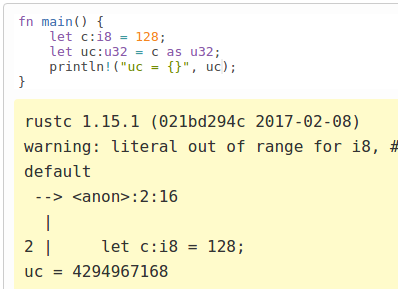 fn main() {
    let c:i8 = 128;
    let uc:u32 = c as u32;
    println!("uc = {}", uc);
}
rustc 1.15.1 (021bd294c 2017-02-08)
warning: literal out of range for i8, #
default
 --> <anon>:2:16
  |
2 |     let c:i8 = 128;
uc = 4294967168